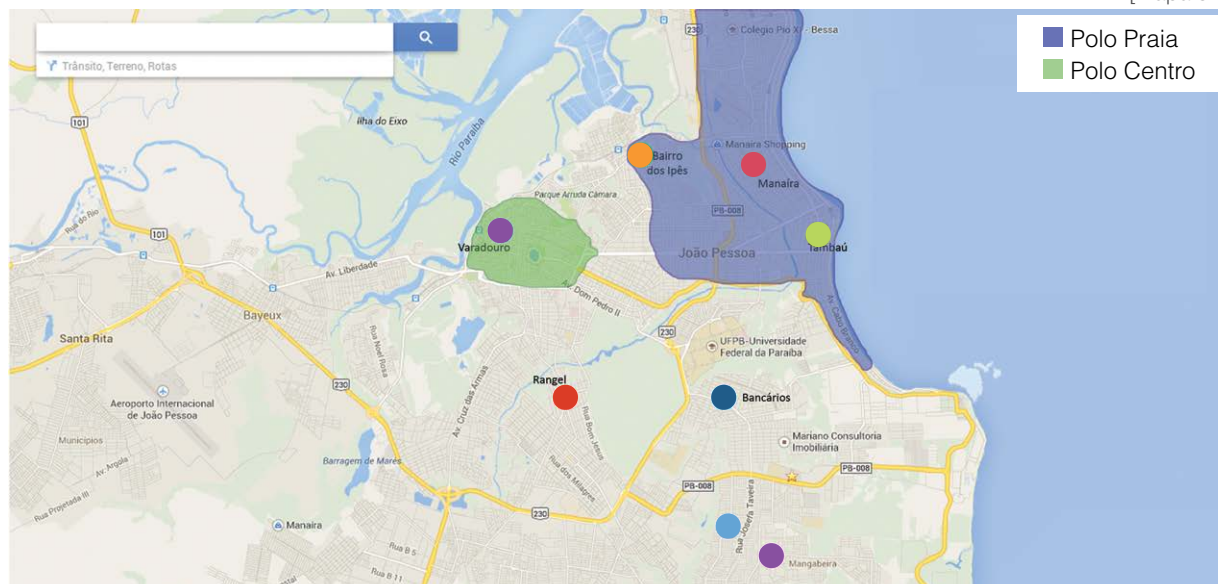 Polo Praia
Polo Centro
Trânsito, Terreno, Rotas
230
Colegio Pio X - Bessa
101
Ilha do Eixo
Rio Paraíba
Bairro
dos Ipês
Manaira Shopping
Manaíra
Parque Arruda Câmara
PB-008
Rua do Rio
101
Varadouro
João Pessoa
Tambaú
Av. Liberdade
Av. Dom Pedro II
Av. Cabo Branco
Bayeux
Santa Rita
230
UFPB-Universidade
Federal da Paraíba
Rua Noel Rosa
Rangel
230
Bancários
Aeroporto Internacional
de João Pessoa
Av. Cruz das Armas
Rua Bom Jesus
Mariano Consultoria
Imobiliária
Municípios
Av. Argola
Barragem de Marés
Rua dos Milagres
PB-008
PB-008
Rua Projetada III
230
Manaíra
Rua Josefa Taveira
Rua B 5
Rua B 11
Mangabeira